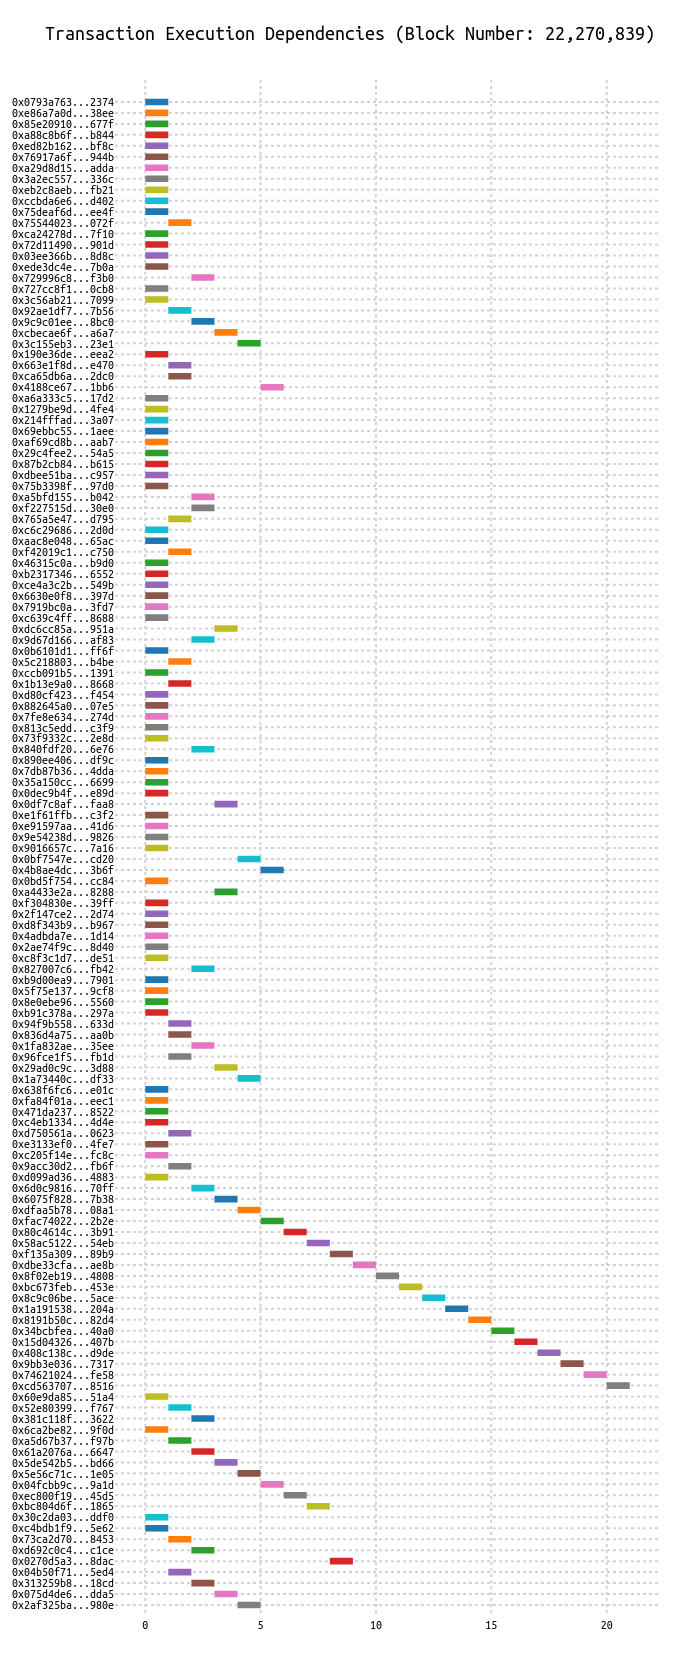 Transaction Execution Dependencies (Block Number: 22,270,839)
0x0793a763...2374
0xe86a7a0d...38ee
0x85e20910...677f
0xa88c8b6f...b844
0xed82b162...bf8c
0x76917a6f...944b
0xa29d8d15...adda
0x3a2ec557...336c
0xeb2c8aeb...fb21
0xccbda6e6...d402
0x75deaf6d...ee4f
0x75544023...072f
0xca24278d...7f10
0x72d11490...901d
0x03ee366b...8d8c
0xede3dc4e...7b0a
0x729996c8...f3b0
0x727cc8f1...0cb8
0x3c56ab21...7099
0x92ae1df7...7b56
0x9c9c01ee...8bc0
0xcbecae6f...a6a7
0x3c155eb3...23e1
0x190e36de...eea2
0x663e1f8d...e470
0xca65db6a...2dc0
0x4188ce67...1bb6
0xa6a333c5...17d2
0x1279be9d...4fe4
0x214fffad...3a07
0x69ebbc55...1aee
0xaf69cd8b...aab7
0x29c4fee2...54a5
0x87b2cb84...b615
0xdbee51ba...c957
0x75b3398f...97d0
0xa5bfd155...b042
0xf227515d...30e0
0x765a5e47...d795
0xc6c29686...2d0d
0xaac8e048...65ac
0xf42019c1...c750
0x46315c0a...b9d0
0xb2317346...6552
0xce4a3c2b...549b
0x6630e0f8...397d
0x7919bc0a...3fd7
0xc639c4ff...8688
0xdc6cc85a...951a
0x9d67d166...af83
0x0b6101d1...ff6f
0x5c218803...b4be
0xccb091b5...1391
0x1b13e9a0...8668
0xd80cf423...f454
0x882645a0...07e5
0x7fe8e634...274d
0x813c5edd...c3f9
0x73f9332c...2e8d
0x840fdf20...6e76
0x890ee406...df9c
0x7db87b36...4dda
0x35a150cc...6699
0x0dec9b4f...e89d
0x0df7c8af...faa8
0xe1f61ffb...c3f2
0xe91597aa...41d6
0x9e54238d...9826
0x9016657c...7a16
0x0bf7547e...cd20
0x4b8ae4dc...3b6f
0x0bd5f754...cc84
0xa4433e2a...8288
0xf304830e...39ff
0x2f147ce2...2d74
0xd8f343b9...b967
0x4adbda7e...1d14
0x2ae74f9c...8d40
0xc8f3c1d7...de51
0x827007c6...fb42
0xb9d00ea9...7901
0x5f75e137...9cf8
0x8e0ebe96...5560
0xb91c378a...297a
0x94f9b558...633d
0x836d4a75...aa0b
0x1fa832ae...35ee
0x96fce1f5...fb1d
0x29ad0c9c...3d88
0x1a73440c...df33
0x638f6fc6...e01c
0xfa84f01a...eec1
0x471da237...8522
0xc4eb1334...4d4e
0xd750561a...0623
0xe3133ef0...4fe7
0xc205f14e...fc8c
0x9acc30d2...fb6f
0xd099ad36...4883
0x6d0c9816...70ff
0x6075f828...7b38
0xdfaa5b78...08a1
0xfac74022...2b2e
0x80c4614c...3b91
0x58ac5122...54eb
0xf135a309...89b9
0xdbe33cfa...ae8b
0x8f02eb19...4808
0xbc673feb...453e
0x8c9c06be...5ace
0x1a191538...204a
0x8191b50c...82d4
0x34bcbfea...40a0
0x15d04326...407b
0x408c138c...d9de
0x9bb3e036...7317
0x74621024...fe58
0xcd563707...8516
0x60e9da85...51a4
0x52e80399...f767
0x381c118f...3622
0x6ca2be82...9f0d
0xa5d67b37...f97b
0x61a2076a...6647
0x5de542b5...bd66
0x5e56c71c...1e05
0x04fcbb9c...9a1d
0xec800f19...45d5
0xbc804d6f...1865
0x30c2da03...ddf0
0xc4bdb1f9...5e62
0x73ca2d70...8453
0xd692c0c4...c1ce
0x0270d5a3...8dac
0x04b50f71...5ed4
0x313259b8...18cd
0x075d4de6...dda5
0x2af325ba...980e
0 5 10 15 20